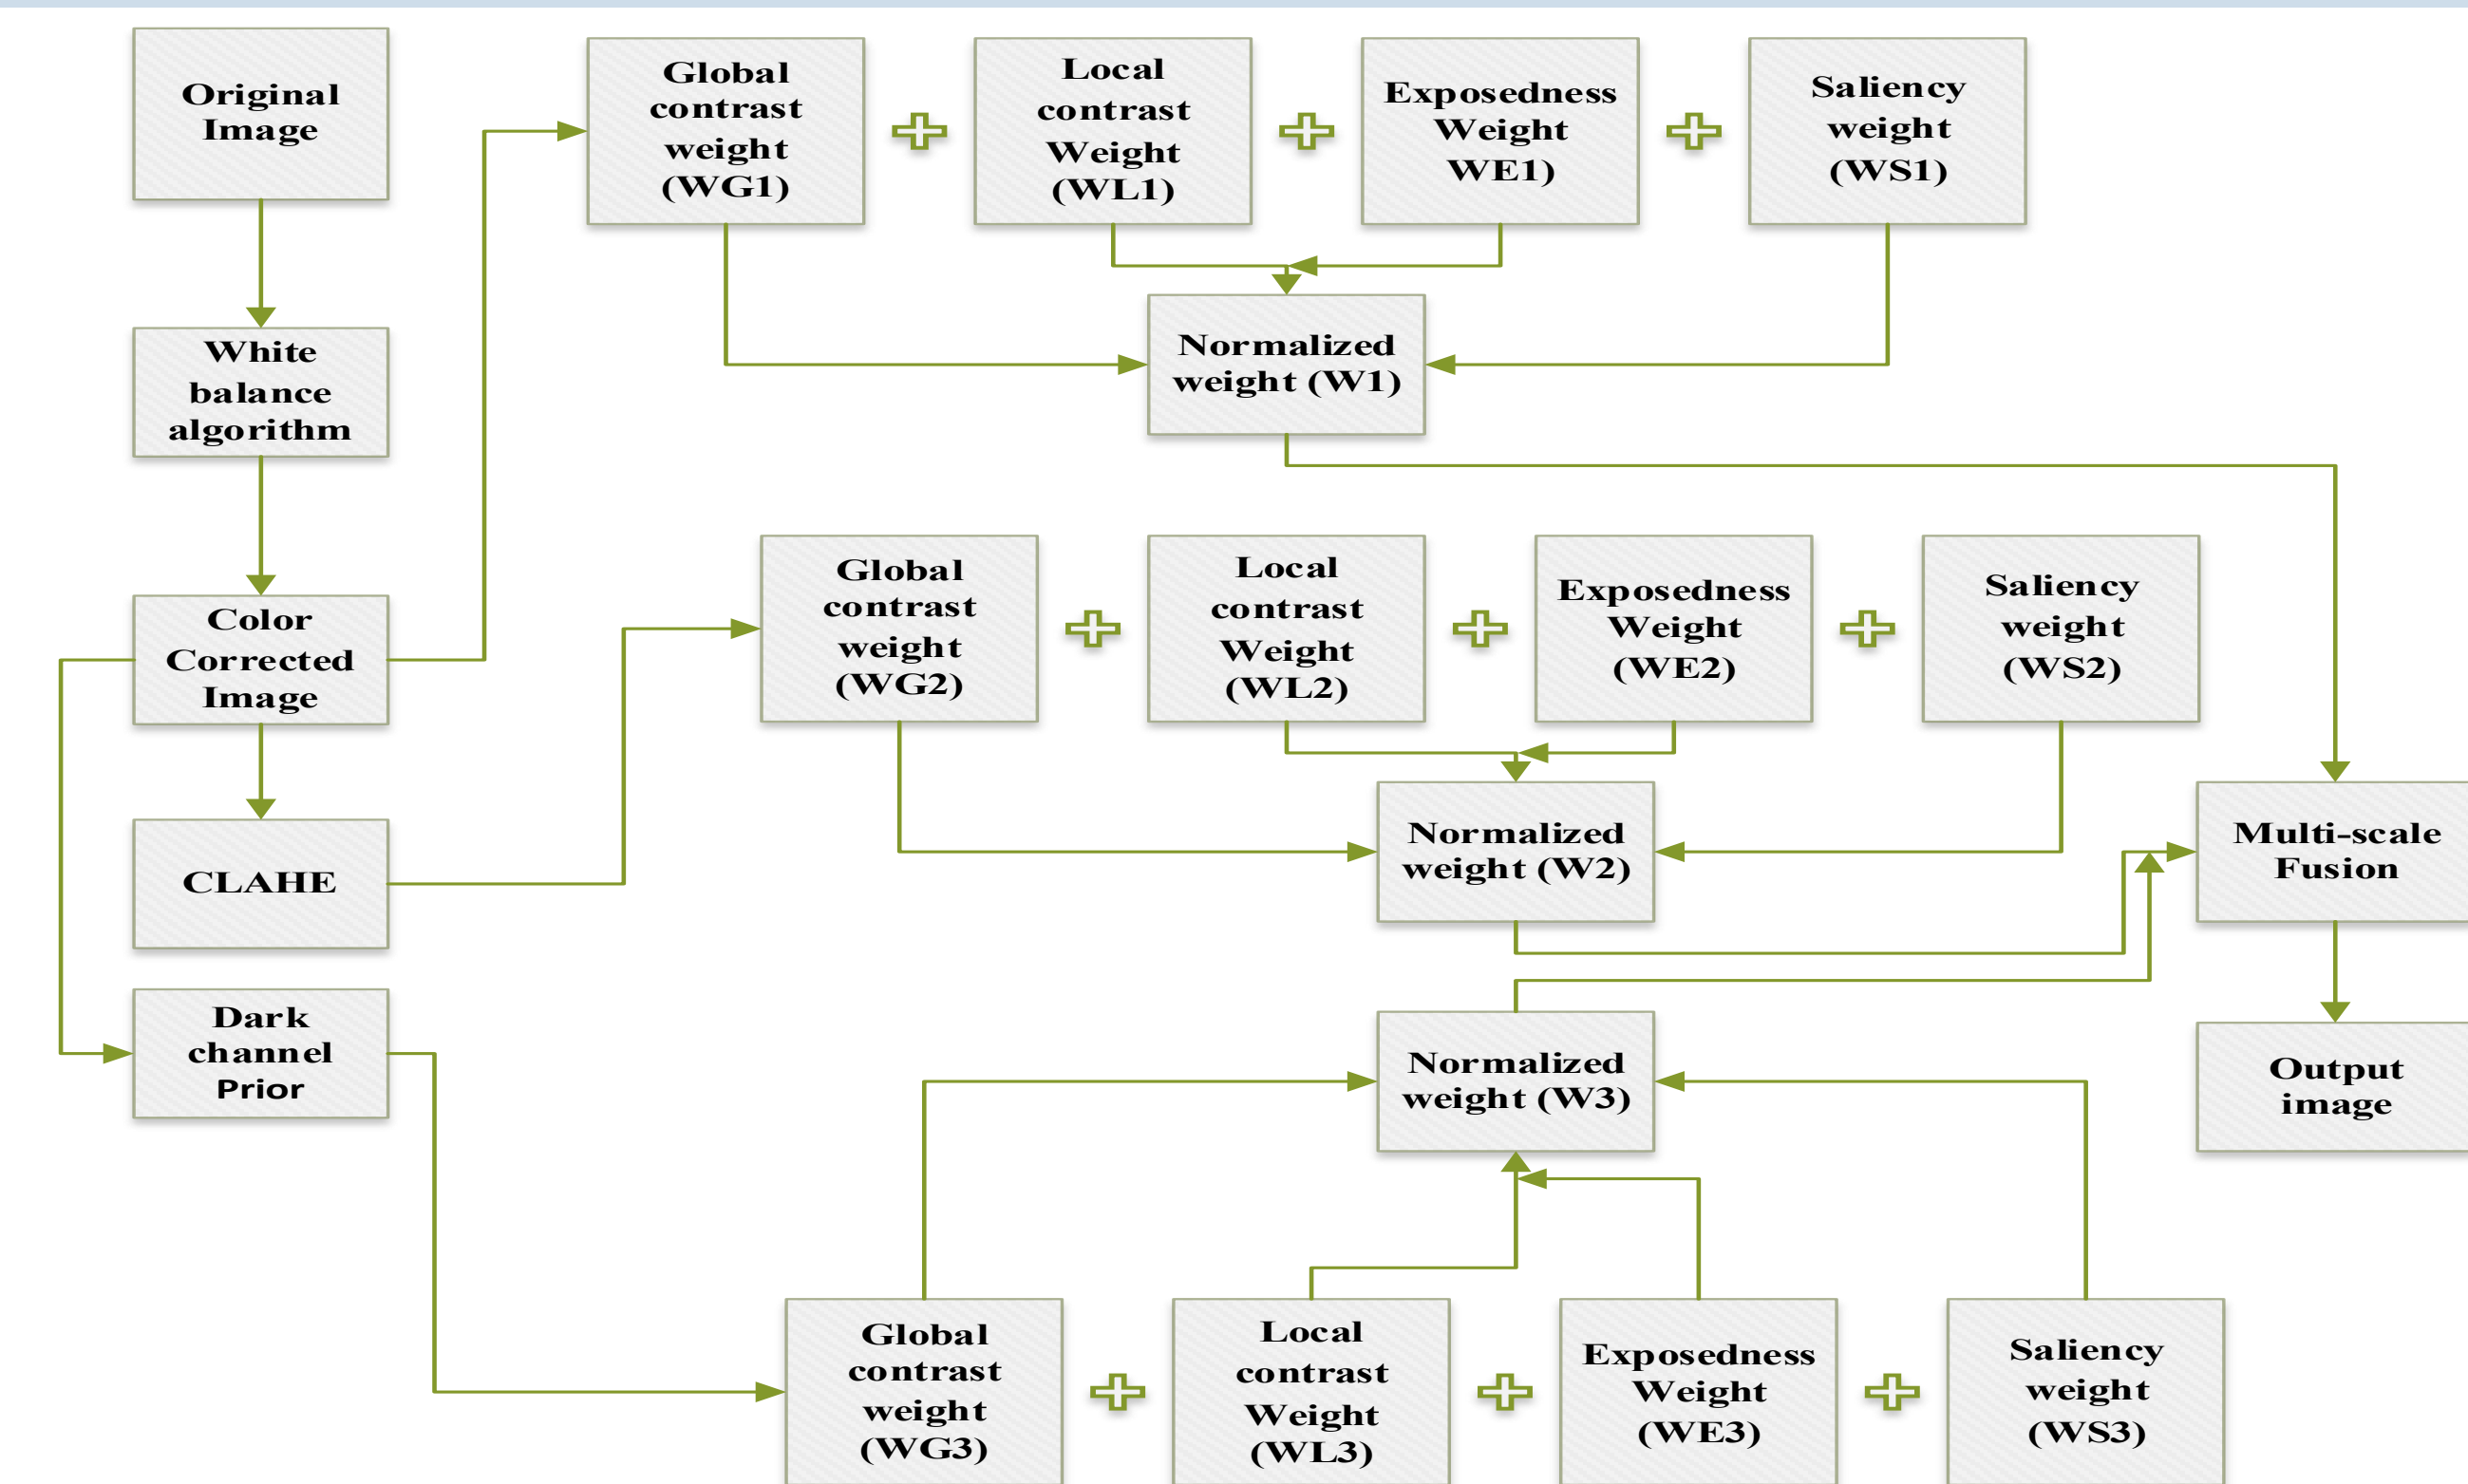 Original
Image
Global
contrast
weight
(WG1)
Local
contrast
Weight
(WL1)
Exposedness
Weight
WE1)
Saliency
weight
(WS1)
White
balance
algorithm
Normalized
weight (W1)
Color
Corrected
Image
Global
contrast
weight
(WG2)
Local
contrast
Weight
(WL2)
Exposedness
Weight
(WE2)
Saliency
weight
(WS2)
CLAHE
Normalized
weight (W2)
Multi-scale
Fusion
Dark
channel
Prior
Normalized
weight (W3)
Output
image
Global
contrast
weight
(WG3)
Local
contrast
Weight
(WL3)
Exposedness
Weight
(WE3)
Saliency
weight
(WS3)